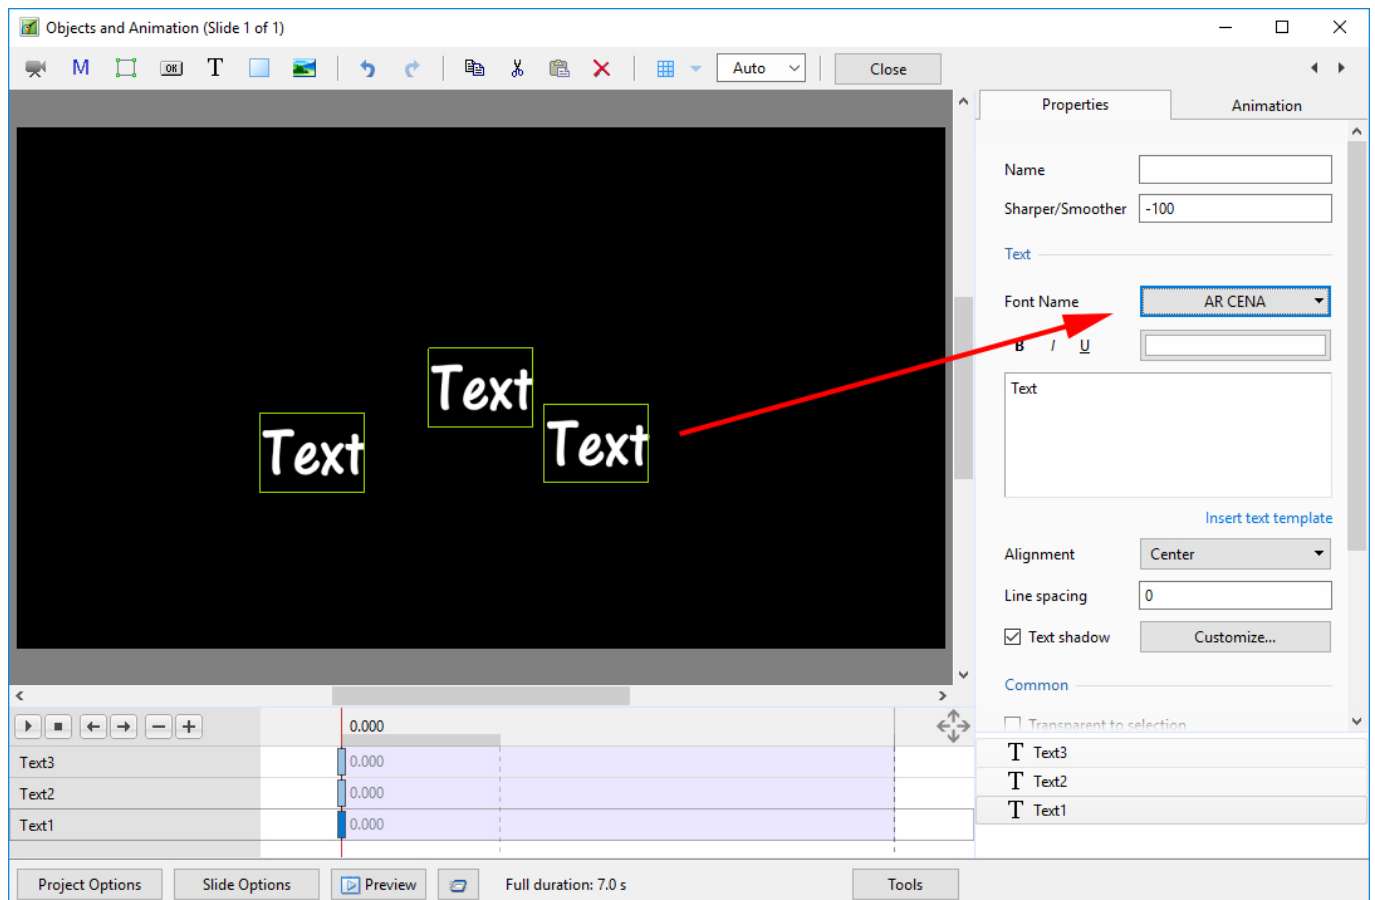 Objects and Animation (Slide 1 of 1)
M OK T Auto Close
Properties Animation
Name
Sharper/Smoother -100
Text
Font Name AR CENA
B I U
Text
Text
Text
Text
Insert text template
Alignment Center
Line spacing 0
Text shadow Customize...
Common
Transparent to selection
0.000
Text3 0.000
Text2 0.000
Text1 0.000
T Text3
T Text2
T Text1
Project Options Slide Options Preview Full duration: 7.0 s Tools